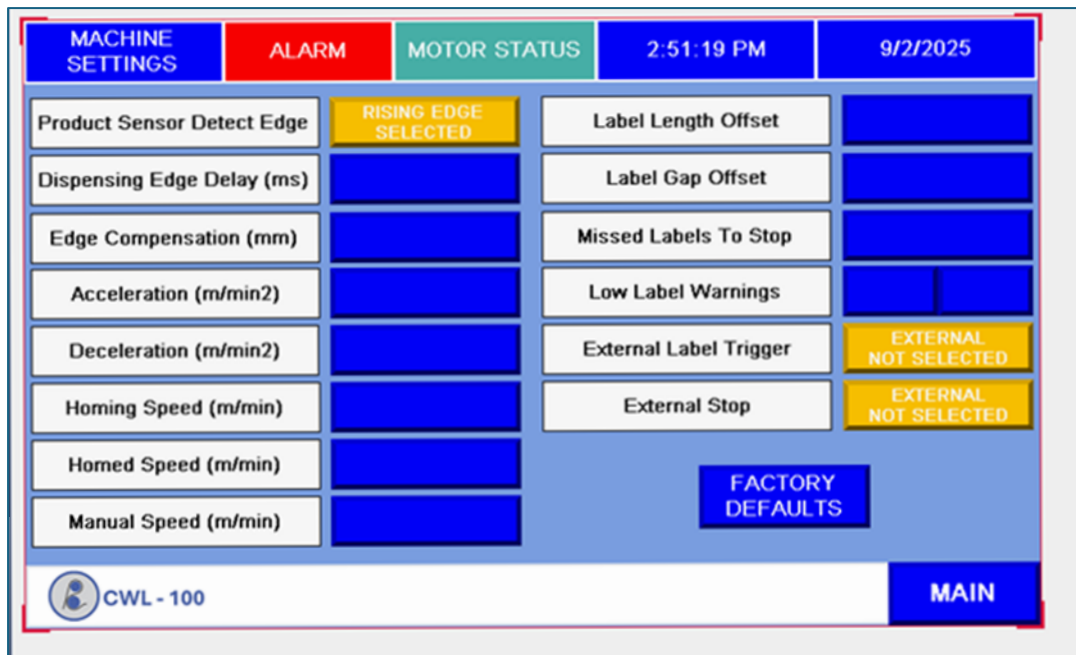 MACHINE
SETTINGS
ALARM
MOTOR STATUS
2:51:19 PM
9/2/2025
Product Sensor Detect Edge
RISING EDGE
SELECTED
Dispensing Edge Delay (ms)
Edge Compensation (mm)
Acceleration (m/min2)
Deceleration (m/min2)
Homing Speed (m/min)
Homed Speed (m/min)
Manual Speed (m/min)
Label Length Offset
Label Gap Offset
Missed Labels To Stop
Low Label Warnings
External Label Trigger
EXTERNAL
NOT SELECTED
External Stop
EXTERNAL
NOT SELECTED
FACTORY
DEFAULTS
CWL - 100
MAIN